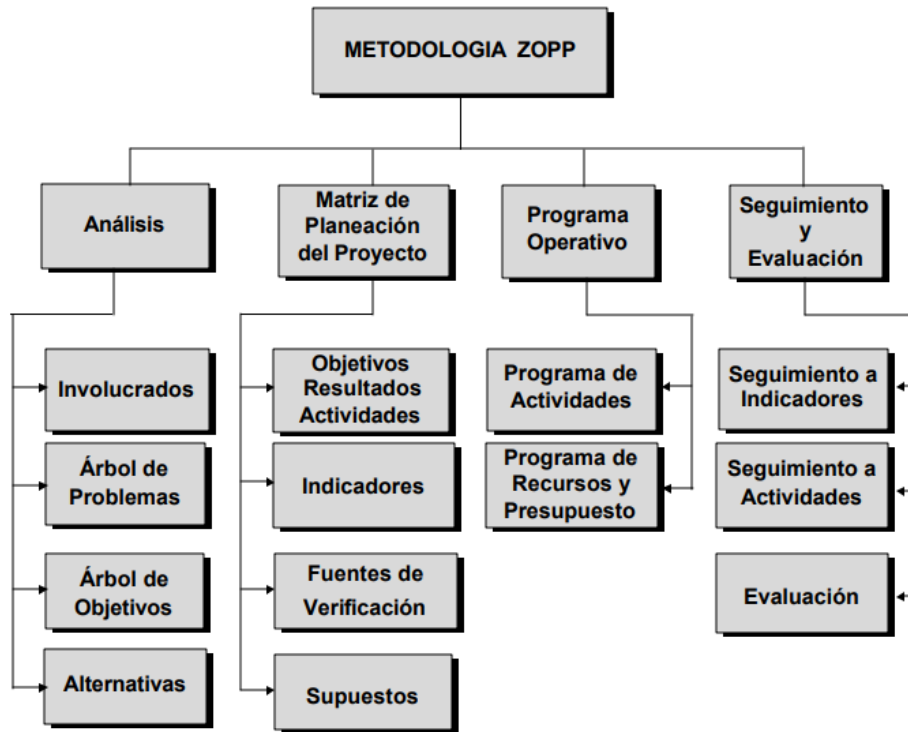 METODOLOGIA ZOPP
Análisis
Matriz de
Planeación
del Proyecto
Programa
Operativo
Seguimiento
y
Evaluación
Involucrados
Árbol de
Problemas
Árbol de
Objetivos
Alternativas
Objetivos
Resultados
Actividades
Indicadores
Fuentes de
Verificación
Supuestos
Programa de
Actividades
Programa de
Recursos y
Presupuesto
Seguimiento a
Indicadores
Seguimiento a
Actividades
Evaluación